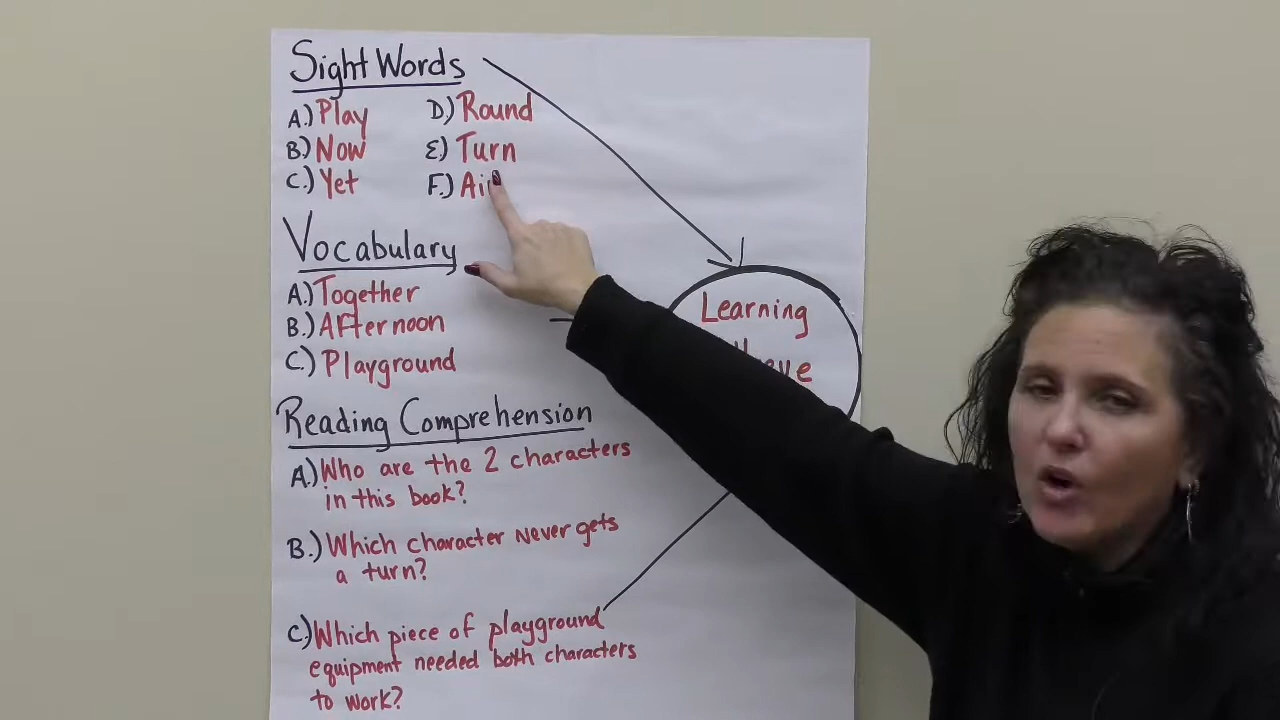 Sight Words
A.) Play
B.) Now
C.) Yet
D.) Round
E.) Turn
F.)
Vocabulary
A.) Together
B.) Afternoon
C.) Playground
Reading Comprehension
A.) Who are the 2 characters
in this book?
B.) Which character never gets
a turn?
C.) Which piece of playground
equipment needed both characters
to work?
Learning